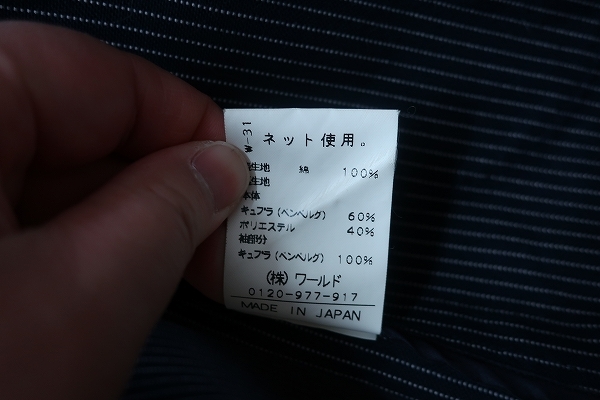 W-31
ネット使用。
表生地 綿 100%
裏生地
本体
キュプラ(ベンベルグ) 60%
ポリエステル 40%
袖部分
キュプラ(ベンベルグ) 100%
(株)ワールド
0120-977-917
MADE IN JAPAN